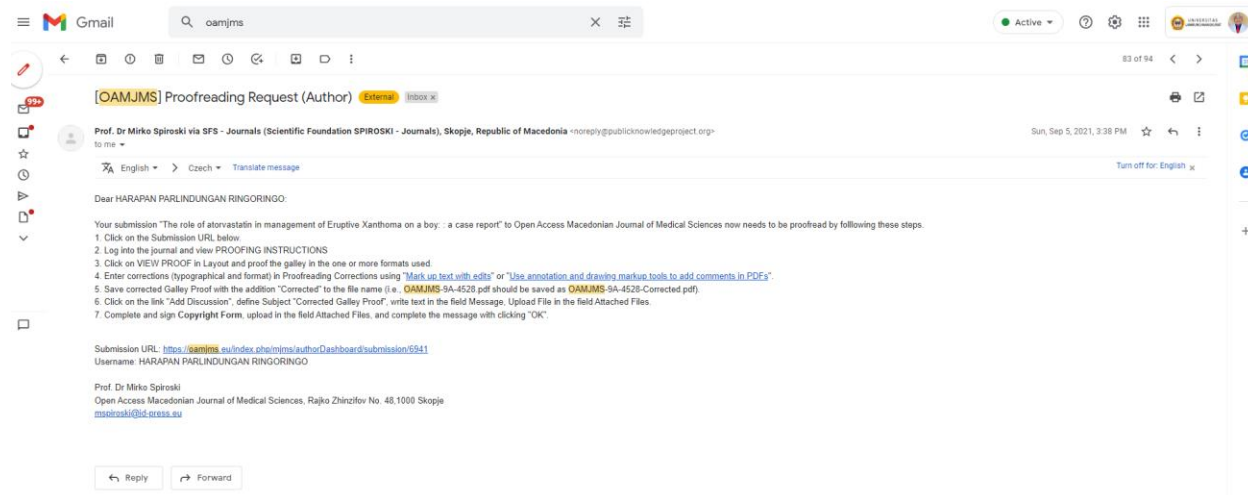 Gmail
oamjms
Active
UNIVERSITAS
83 of 94
[OAMJMS] Proofreading Request (Author) External Inbox x
99+
Prof. Dr Mirko Spiroski via SFS - Journals (Scientific Foundation SPIROSKI - Journals), Skopje, Republic of Macedonia <noreply@publicknowledgeproject.org>
Sun, Sep 5, 2021, 3:38 PM
to me
English > Czech Translate message
Turn off for: English x
Dear HARAPAN PARLINDUNGAN RINGORINGO:
Your submission "The role of atorvastatin in management of Eruptive Xanthoma on a boy: : a case report" to Open Access Macedonian Journal of Medical Sciences now needs to be proofread by folllowing these steps.
1. Click on the Submission URL below.
2. Log into the journal and view PROOFING INSTRUCTIONS
3. Click on VIEW PROOF in Layout and proof the galley in the one or more formats used.
4. Enter corrections (typographical and format) in Proofreading Corrections using "Mark up text with edits" or "Use annotation and drawing markup tools to add comments in PDFs".
5. Save corrected Galley Proof with the addition "Corrected" to the file name (i.e., OAMJMS-9A-4528.pdf should be saved as OAMJMS-9A-4528-Corrected.pdf).
6. Click on the link "Add Discussion", define Subject "Corrected Galley Proof", write text in the field Message, Upload File in the field Attached Files.
7. Complete and sign Copyright Form, upload in the field Attached Files, and complete the message with clicking "OK".
Submission URL: https://oamjms.eu/index.php/mjms/authorDashboard/submission/6941
Username: HARAPAN PARLINDUNGAN RINGORINGO
Prof. Dr Mirko Spiroski
Open Access Macedonian Journal of Medical Sciences, Rajko Zhinzifov No. 48,1000 Skopje
mspiroski@id-press.eu
Reply
Forward